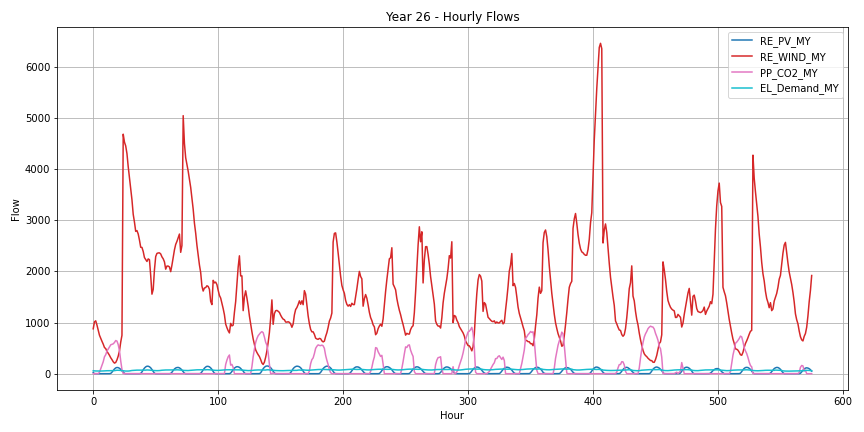 Year 26 - Hourly Flows
RE_PV_MY
RE_WIND_MY
PP_CO2_MY
EL_Demand_MY
6000
5000
4000
3000
2000
1000
0
Flow
0 100 200 300 400 500 600
Hour